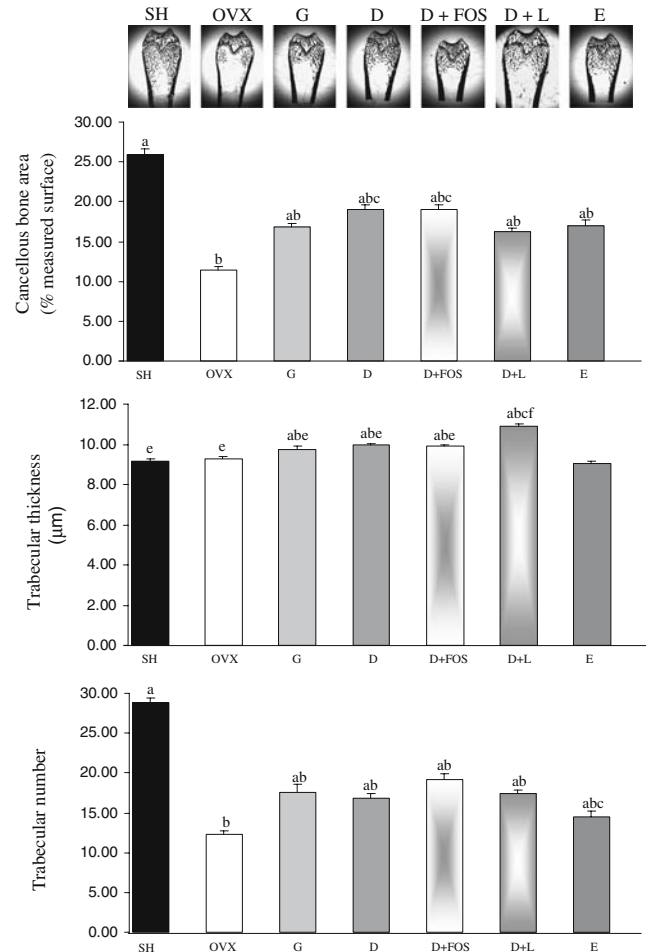 SH OVX G D D + FOS D + L E
Cancellous bone area
(% measured surface)
30.00
25.00
20.00
15.00
10.00
5.00
0.00
a b ab abc abc ab ab
SH OVX G D D+FOS D+L E
Trabecular thickness
(µm)
12.00
10.00
8.00
6.00
4.00
2.00
0.00
e e abe abe abe abcf
SH OVX G D D+FOS D+L E
Trabecular number
30.00
25.00
20.00
15.00
10.00
5.00
0.00
a b ab ab ab ab abc
SH OVX G D D+FOS D+L E